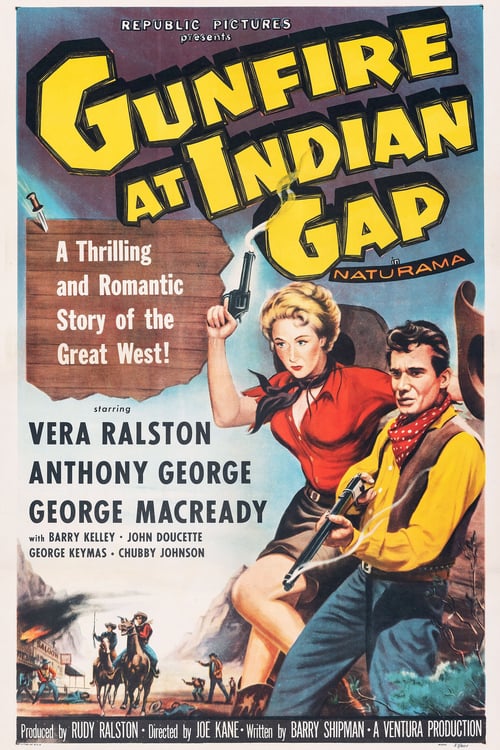 REPUBLIC PICTURES
presents
GUNFIRE
AT INDIAN
GAP
in
NATURAMA
A Thrilling
and Romantic
Story of the
Great West!
starring
VERA RALSTON
ANTHONY GEORGE
GEORGE MACREADY
with BARRY KELLEY · JOHN DOUCETTE
GEORGE KEYMAS · CHUBBY JOHNSON
SALOON
Produced by RUDY RALSTON · Directed by JOE KANE · Written by BARRY SHIPMAN · A VENTURA PRODUCTION